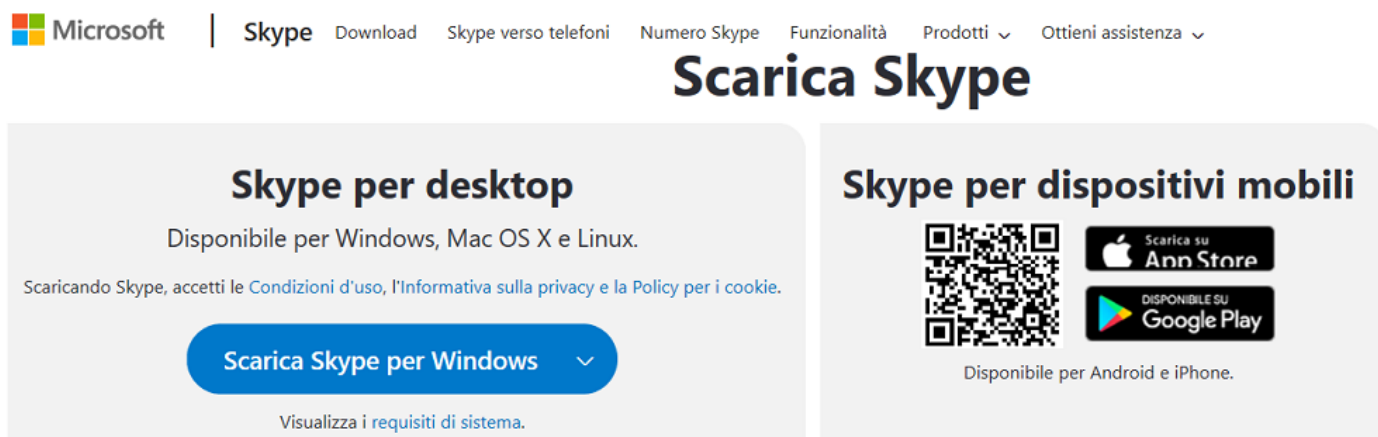 Microsoft | Skype Download Skype verso telefoni Numero Skype Funzionalità Prodotti Ottieni assistenza
Scarica Skype
Skype per desktop
Disponibile per Windows, Mac OS X e Linux.
Scaricando Skype, accetti le Condizioni d'uso, l'Informativa sulla privacy e la Policy per i cookie.
Scarica Skype per Windows
Visualizza i requisiti di sistema.
Skype per dispositivi mobili
Scarica su
App Store
DISPONIBILE SU
Google Play
Disponibile per Android e iPhone.